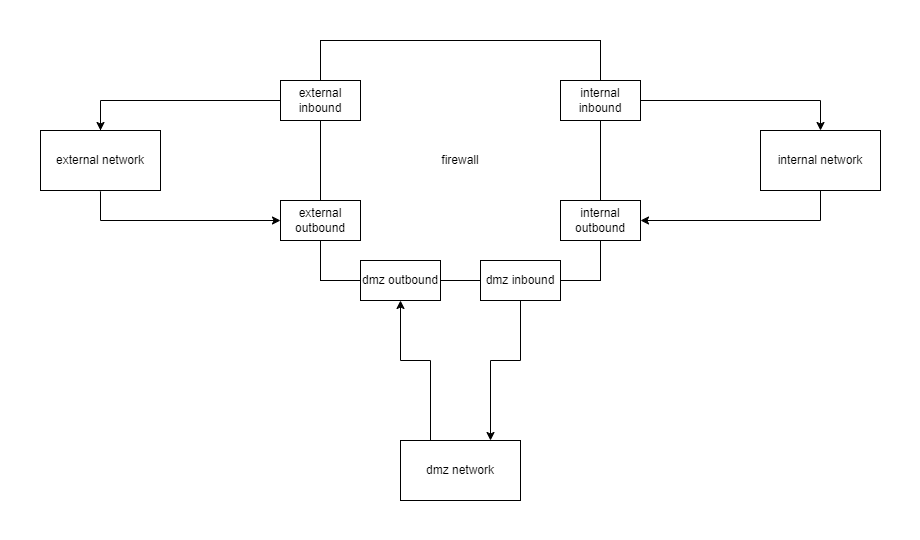 external
inbound
internal
inbound
external network
firewall
internal network
external
outbound
internal
outbound
dmz outbound
dmz inbound
dmz network